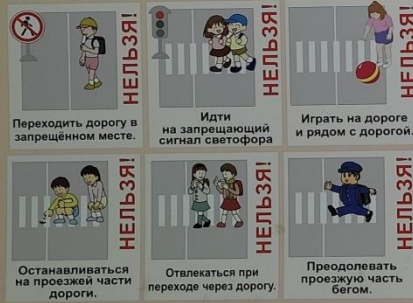 НЕЛЬЗЯ!
Переходить дорогу в
запрещённом месте.
НЕЛЬЗЯ!
Идти
на запрещающий
сигнал светофора
НЕЛЬЗЯ!
Играть на дороге
и рядом с дорогой.
НЕЛЬЗЯ!
Останавливаться
на проезжей части
дороги.
НЕЛЬЗЯ!
Отвлекаться при
переходе через дорогу.
НЕЛЬЗЯ!
Преодолевать
проезжую часть
бегом.